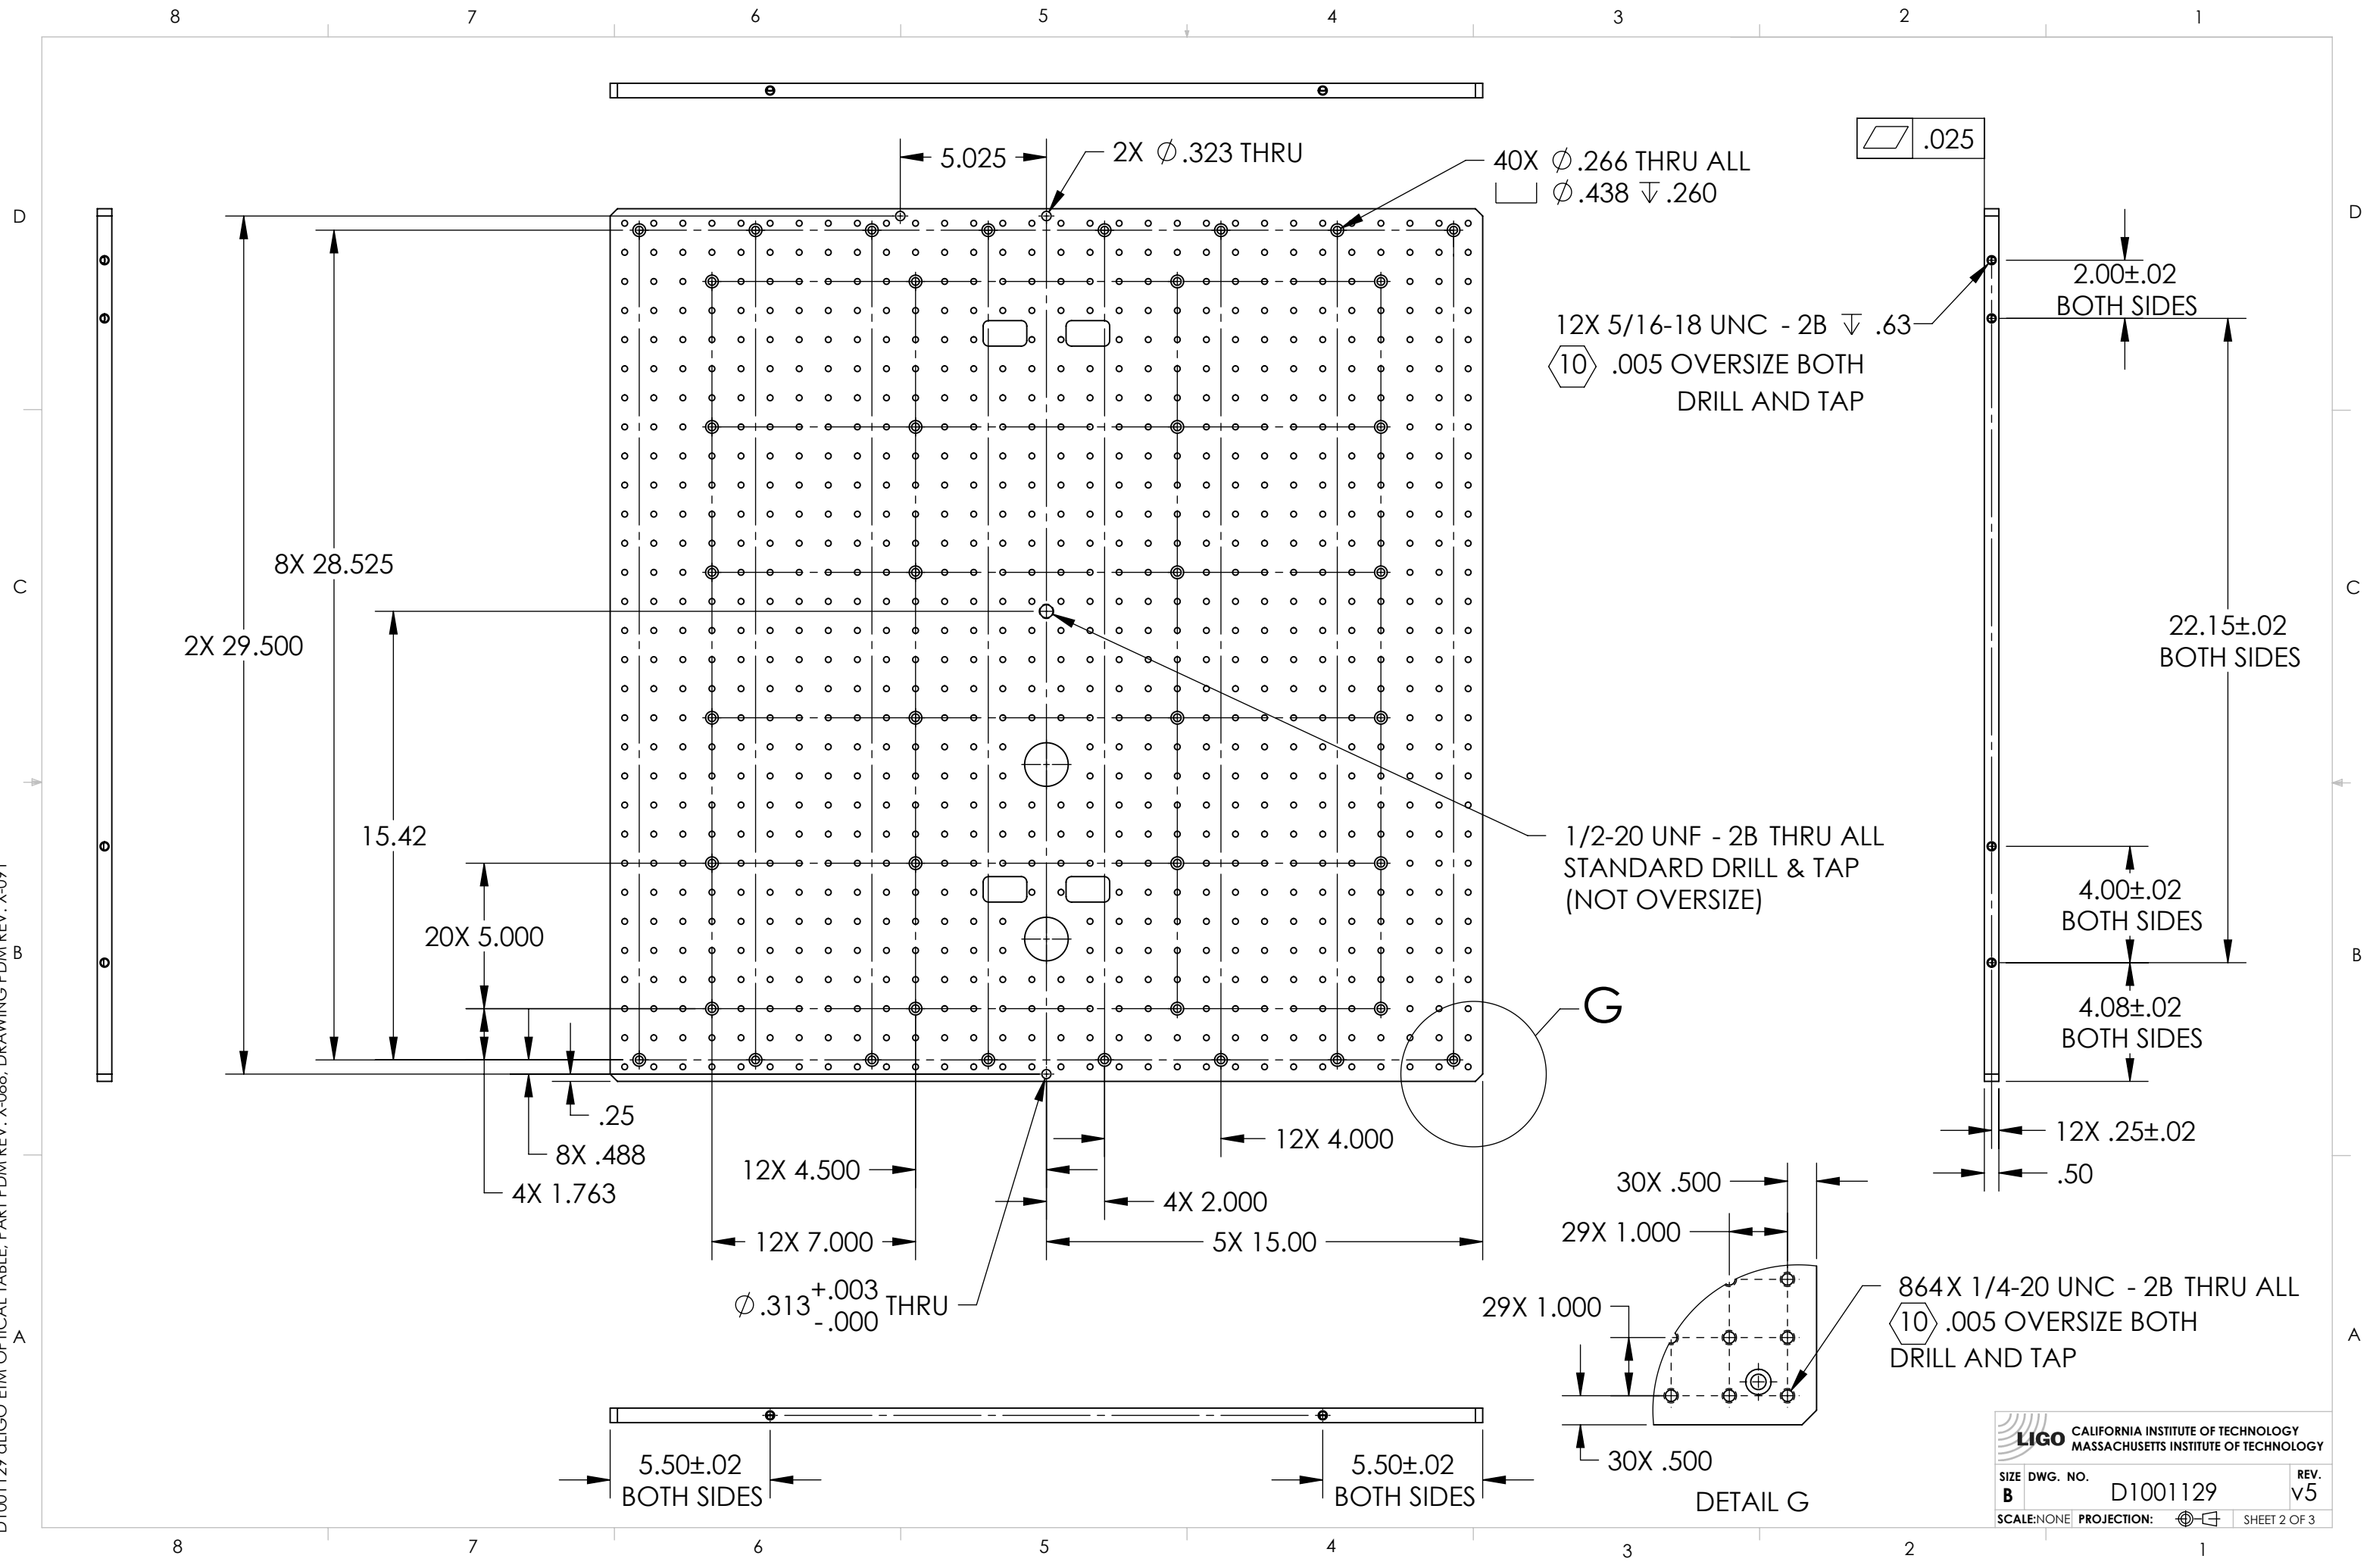 8 7 6 5 4 3 2 1
5.025
2X ∅.323 THRU
40X ∅.266 THRU ALL
⌴ ∅.438 ↧.260
⏥ .025
D
D
2.00±.02
BOTH SIDES
12X 5/16-18 UNC - 2B ↧ .63
10 .005 OVERSIZE BOTH
DRILL AND TAP
8X 28.525
C
C
2X 29.500
22.15±.02
BOTH SIDES
15.42
1/2-20 UNF - 2B THRU ALL
STANDARD DRILL & TAP
(NOT OVERSIZE)
4.00±.02
BOTH SIDES
20X 5.000
B
B
G
4.08±.02
BOTH SIDES
.25
8X .488
4X 1.763
12X 4.000
12X 4.500
4X 2.000
12X 7.000
5X 15.00
12X .25±.02
.50
∅.313 +.003
-.000 THRU
30X .500
29X 1.000
29X 1.000
864X 1/4-20 UNC - 2B THRU ALL
10 .005 OVERSIZE BOTH
DRILL AND TAP
30X .500
DETAIL G
A
A
5.50±.02
BOTH SIDES
5.50±.02
BOTH SIDES
LIGO
CALIFORNIA INSTITUTE OF TECHNOLOGY
MASSACHUSETTS INSTITUTE OF TECHNOLOGY
SIZE DWG. NO. REV.
B D1001129 v5
SCALE:NONE PROJECTION: SHEET 2 OF 3
8 7 6 5 4 3 2 1